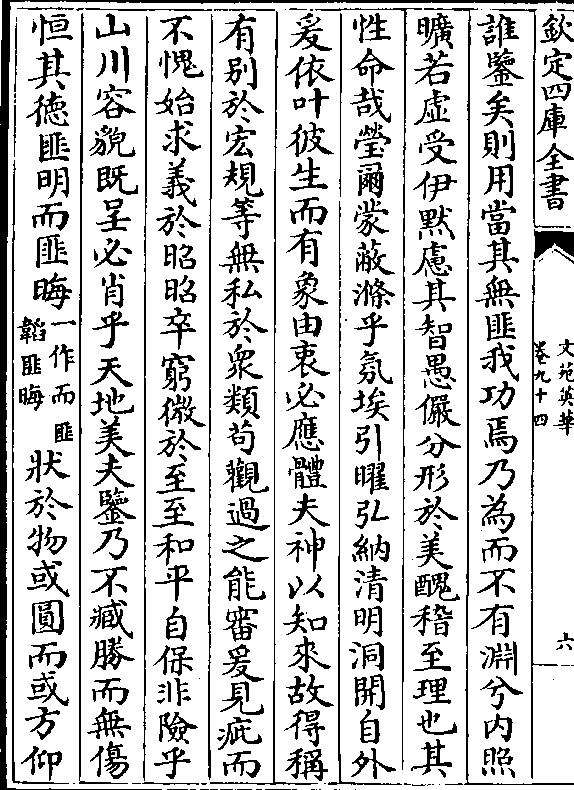 欽定四庫全書
文苑英華
卷九十四
六
誰鑒矣則用當其無匪我功焉乃為而不有淵兮内照
曠若虚受伊黙慮其智愚儼分形於美醜稽至理也其
性命哉瑩爾蒙蔽滌乎氛埃引曜弘納清明洞開自外
爰依叶彼生而有象由衷必應體夫神以知來故得稱
有别於宏規等無私於衆類苟觀過之能審爰見疵而
不愧始求義於昭昭卒窮微於至至和平自保非險乎
山川容貌既呈必肖乎天地美夫鑒乃不臧勝而無傷
恒其徳匪明而匪晦一作而匪韜匪晦狀於物或圓而或方仰